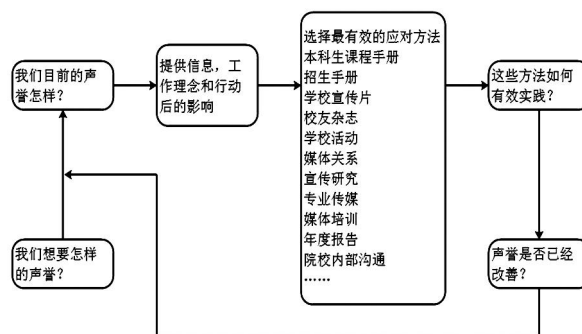 我们目前的声
誉怎样？
提供信息，工
作理念和行动
后的影响
选择最有效的应对方法
本科生课程手册
招生手册
学校宣传片
校友杂志
学校活动
媒体关系
宣传研究
专业传媒
媒体培训
年度报告
院校内部沟通
……
这些方法如何
有效实践？
我们想要怎样
的声誉？
声誉是否已经
改善？